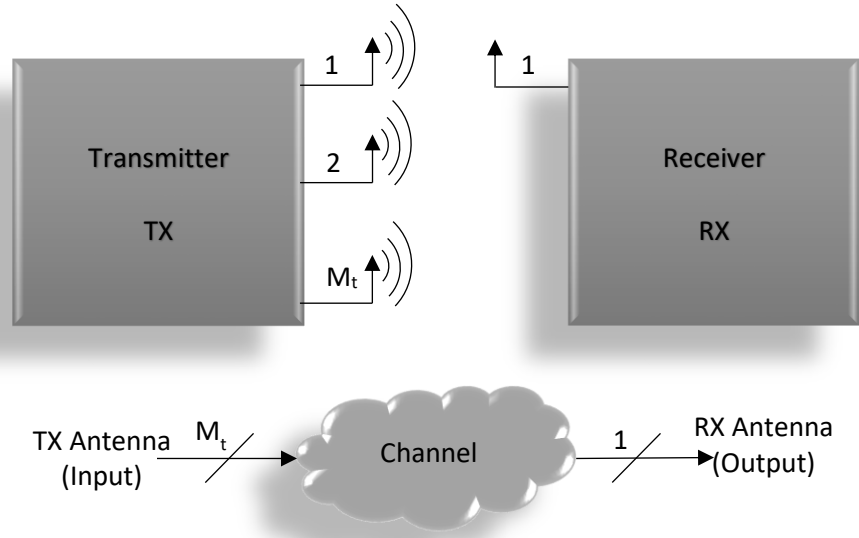 1
1
Transmitter
2
Receiver
TX
RX
Mₜ
TX Antenna
(Input)
Mₜ
Channel
1
RX Antenna
(Output)